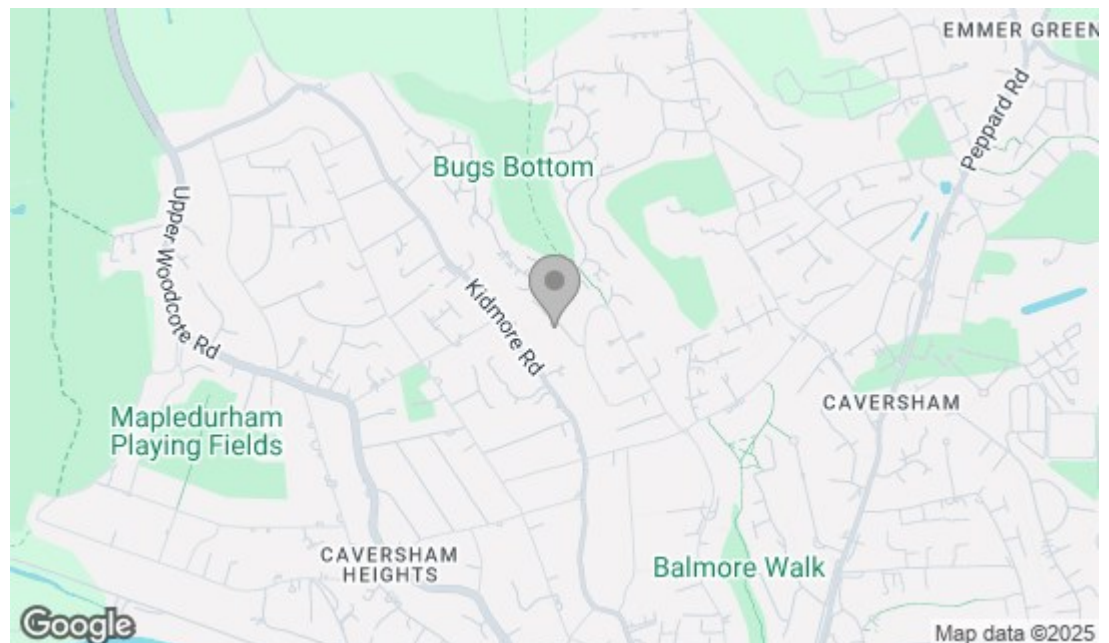 EMMER GREEN
Peppard Rd
Bugs Bottom
Upper Woodcote Rd
Kidmore Rd
Mapledurham
Playing Fields
CAVERSHAM
CAVERSHAM
HEIGHTS
Balmore Walk
Google
Map data ©2025